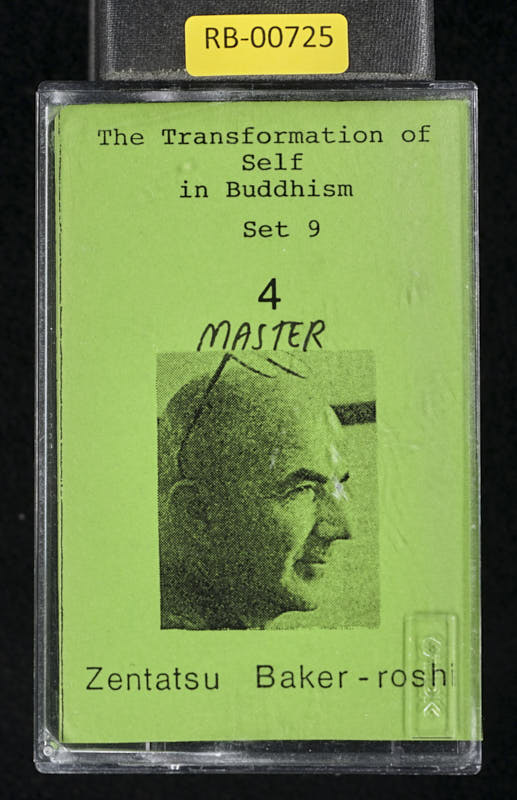 RB-00725
The Transformation of
Self
in Buddhism
Set 9
4
MASTER
Zentatsu Baker-roshi